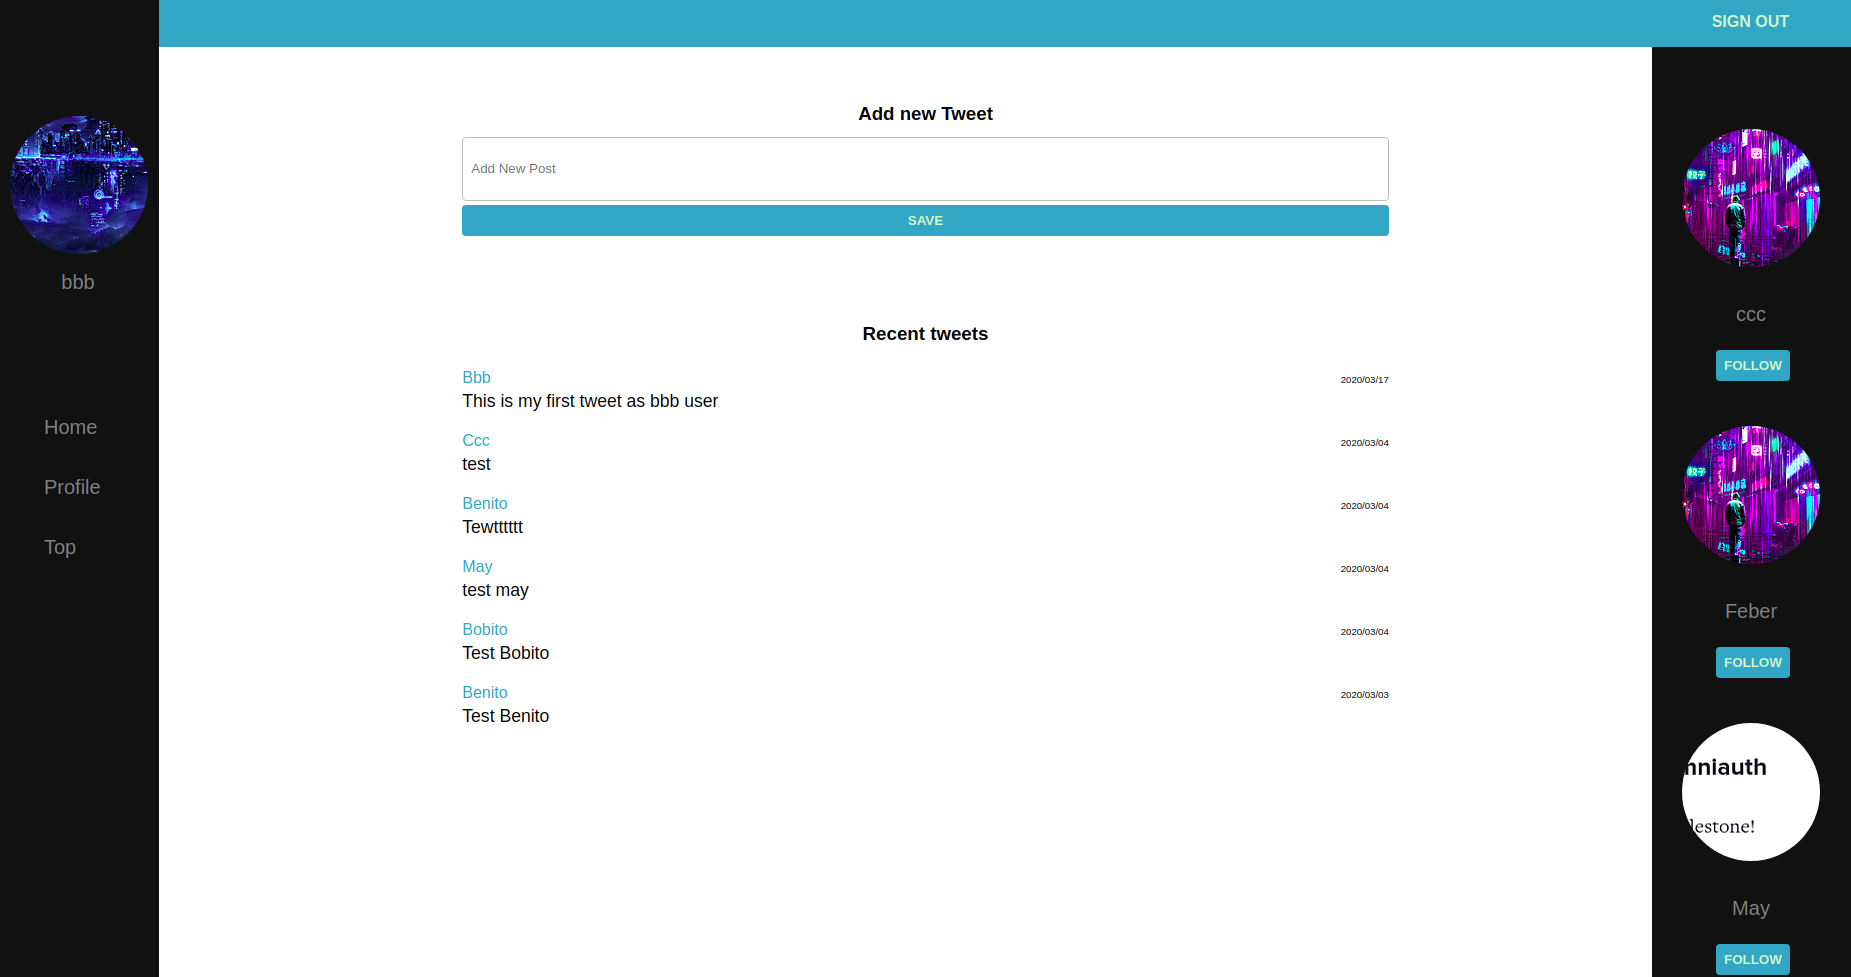 SIGN OUT
bbb
Home
Profile
Top
Add new Tweet
Add New Post
SAVE
Recent tweets
Bbb 2020/03/17
This is my first tweet as bbb user
Ccc 2020/03/04
test
Benito 2020/03/04
Tewtttttt
May 2020/03/04
test may
Bobito 2020/03/04
Test Bobito
Benito 2020/03/03
Test Benito
ccc
FOLLOW
Feber
FOLLOW
nniauth
lestone!
May
FOLLOW